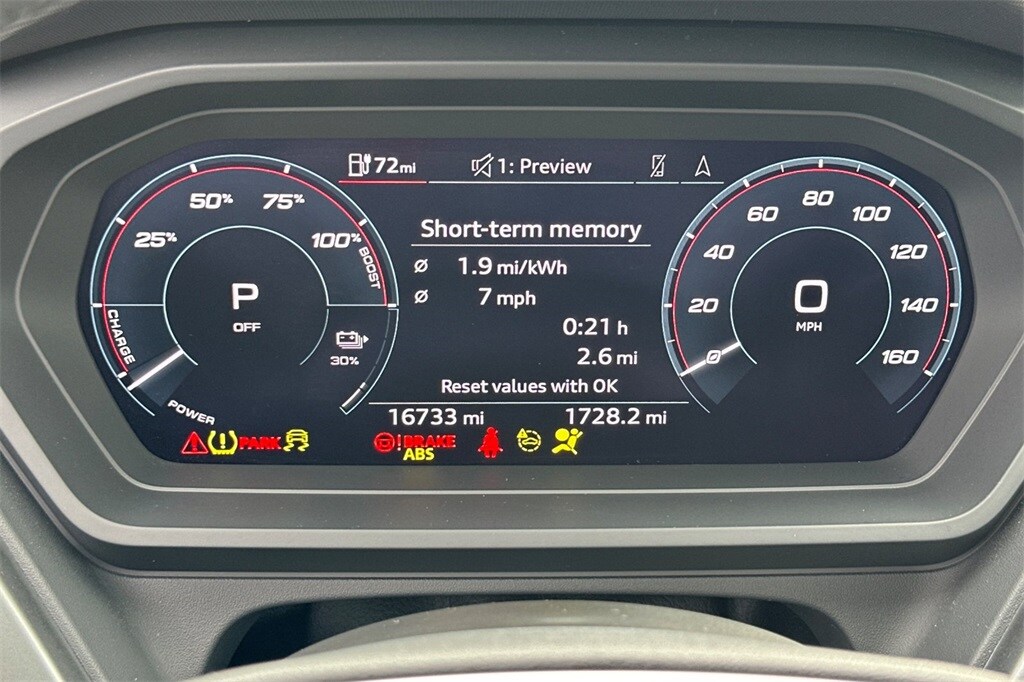 72mi
1: Preview
25%
50%
75%
100%
BOOST
CHARGE
POWER
P
OFF
30%
Short-term memory
Ø 1.9 mi/kWh
Ø 7 mph
0:21 h
2.6 mi
Reset values with OK
16733 mi 1728.2 mi
0
20
40
60
80
100
120
140
160
0
MPH
PARK
! BRAKE
ABS